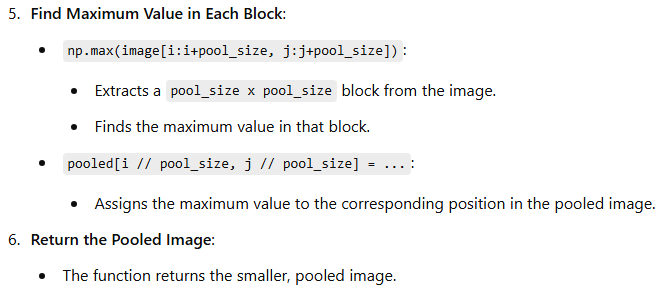 5. Find Maximum Value in Each Block:
• np.max(image[i:i+pool_size, j:j+pool_size]):
• Extracts a pool_size x pool_size block from the image.
• Finds the maximum value in that block.
• pooled[i // pool_size, j // pool_size] = ...:
• Assigns the maximum value to the corresponding position in the pooled image.
6. Return the Pooled Image:
• The function returns the smaller, pooled image.